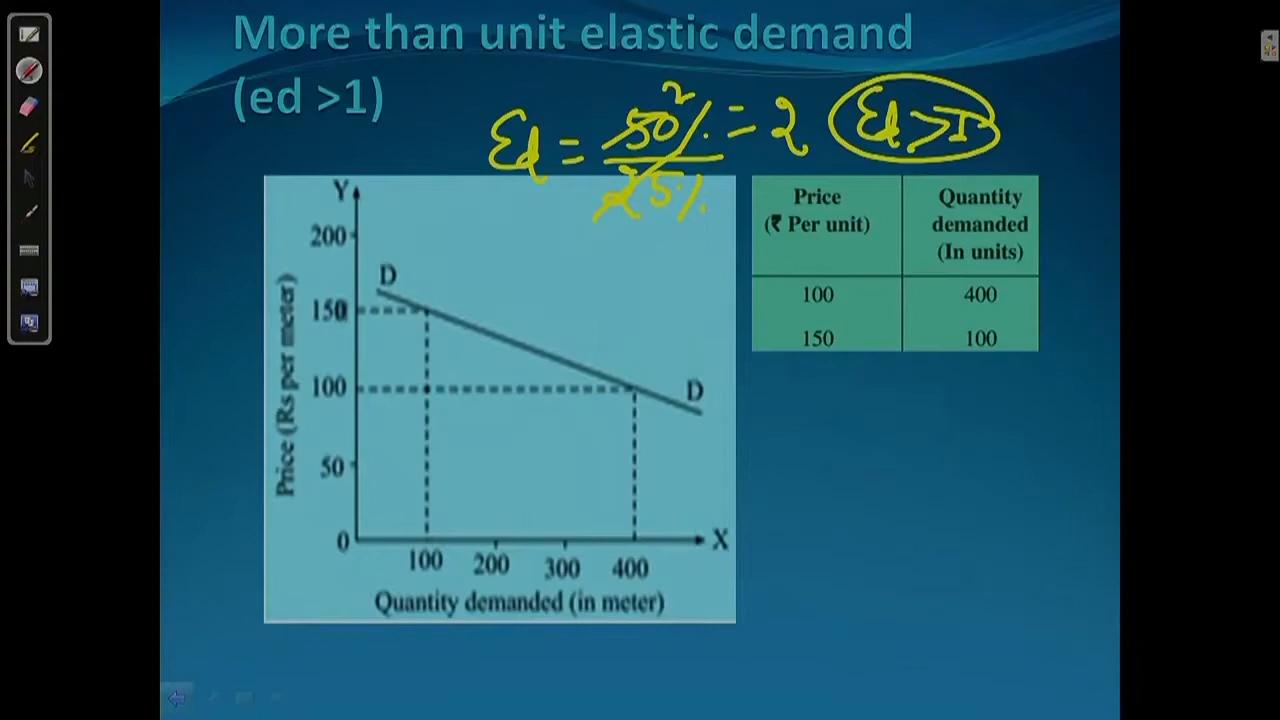 More than unit elastic demand
(ed >1)
Ed = 50% / 25% = 2 Ed > 1
2
Y
200
150
100
50
0
D
D
X
100 200 300 400
Price (Rs per meter)
Quantity demanded (in meter)
Price
(₹ Per unit)
Quantity
demanded
(In units)
100 400
150 100